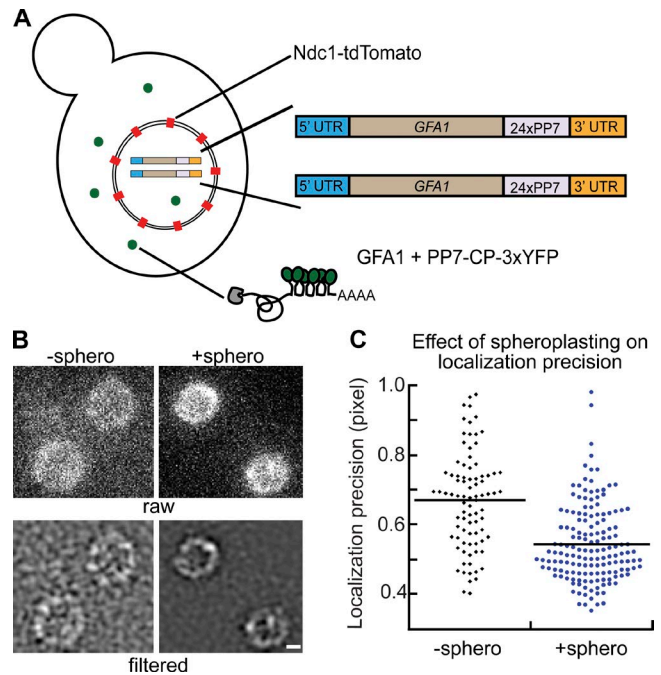 A
Ndc1-tdTomato
5' UTR GFA1 24xPP7 3' UTR
5' UTR GFA1 24xPP7 3' UTR
GFA1 + PP7-CP-3xYFP
AAAA
B
-sphero +sphero
raw
filtered
C
Effect of spheroplasting on
localization precision
Localization precision (pixel)
1.0
0.8
0.6
0.4
-sphero +sphero